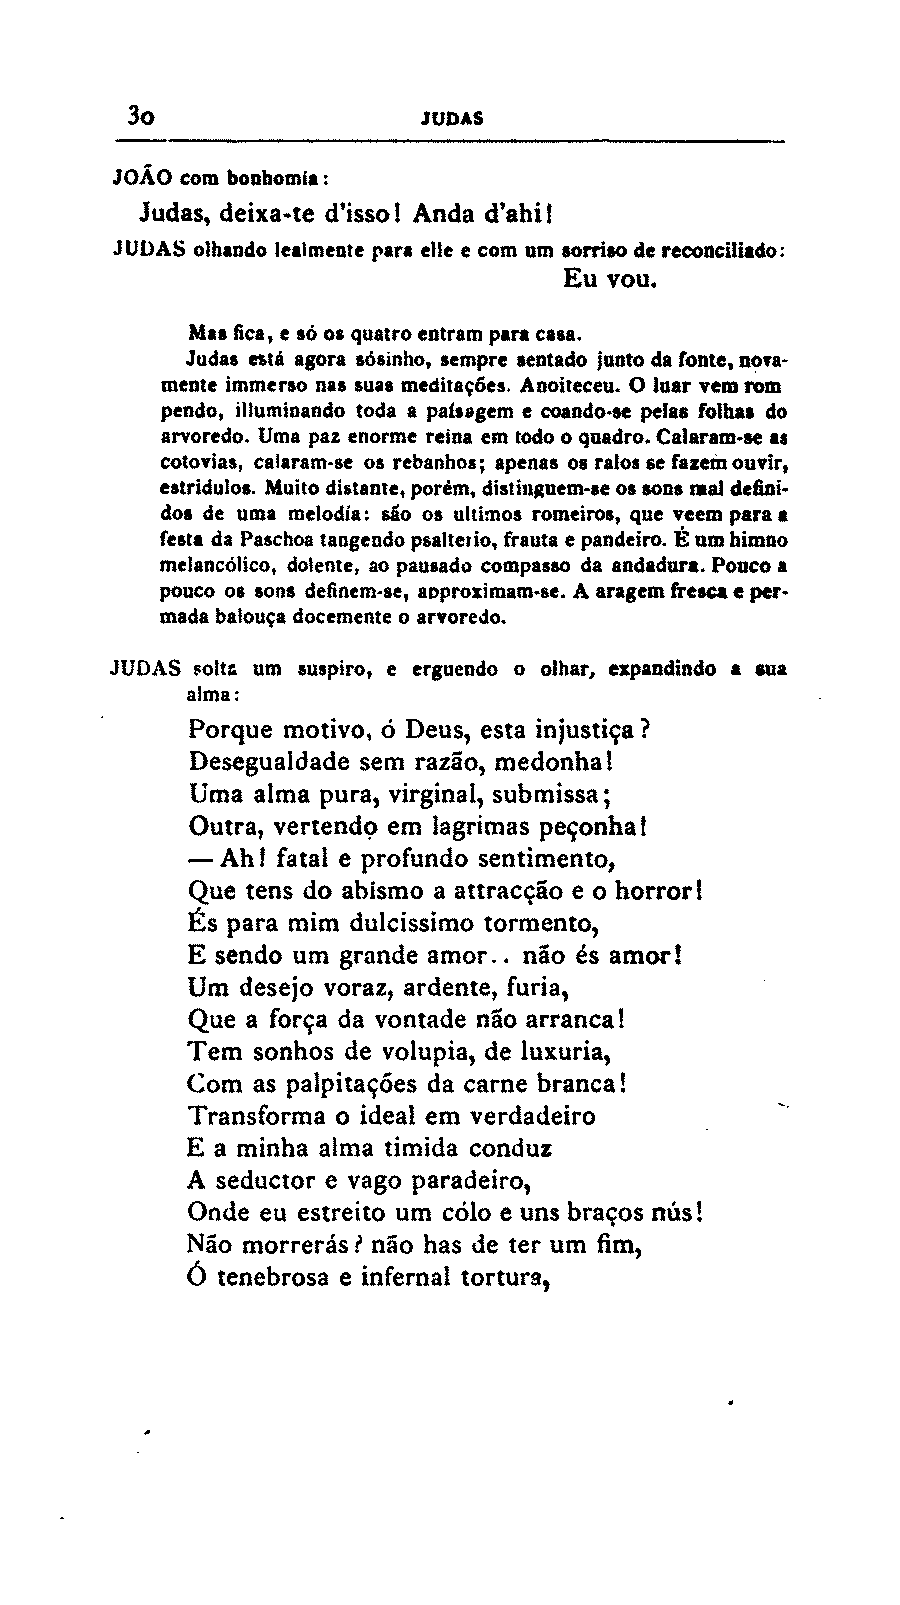 30 JUDAS
JOÃO com bonhomia:
Judas, deixa-te d'isso! Anda d'ahi!
JUDAS olhando lealmente para elle e com um sorriso de reconciliado:
Eu vou.
Mas fica, e só os quatro entram para casa.
Judas está agora sósinho, sempre sentado junto da fonte, nova-
mente immerso nas suas meditações. Anoiteceu. O luar vem rom
pendo, illuminando toda a paisagem e coando-se pelas folhas do
arvoredo. Uma paz enorme reina em todo o quadro. Calaram-se as
cotovias, calaram-se os rebanhos; apenas os ralos se fazem ouvir,
estridulos. Muito distante, porém, distinguem-se os sons mal defini-
dos de uma melodía: são os ultimos romeiros, que veem para a
festa da Paschoa tangendo psalterio, frauta e pandeiro. É um himno
melancólico, dolente, ao pausado compasso da andadura. Pouco a
pouco os sons definem-se, approximam-se. A aragem fresca e per-
mada balouça docemente o arvoredo.
JUDAS solta um suspiro, e erguendo o olhar, expandindo a sua
alma:
Porque motivo, ó Deus, esta injustiça?
Desegualdade sem razão, medonha!
Uma alma pura, virginal, submissa;
Outra, vertendo em lagrimas peçonha!
— Ah! fatal e profundo sentimento,
Que tens do abismo a attracção e o horror!
És para mim dulcissimo tormento,
E sendo um grande amor.. não és amor!
Um desejo voraz, ardente, furia,
Que a força da vontade não arranca!
Tem sonhos de volupia, de luxuria,
Com as palpitações da carne branca!
Transforma o ideal em verdadeiro
E a minha alma timida conduz
A seductor e vago paradeiro,
Onde eu estreito um cólo e uns braços nús!
Não morrerás? não has de ter um fim,
Ó tenebrosa e infernal tortura,